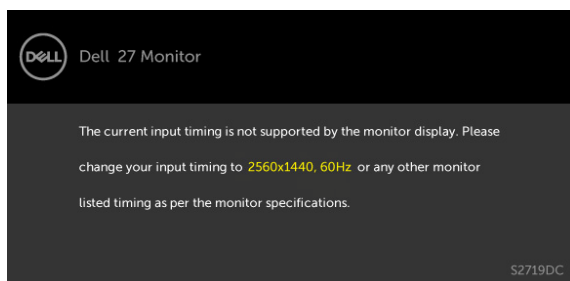 DELL Dell 27 Monitor
The current input timing is not supported by the monitor display. Please
change your input timing to 2560x1440, 60Hz or any other monitor
listed timing as per the monitor specifications.
S2719DC